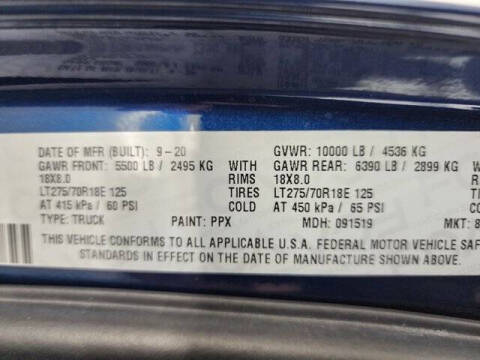 DATE OF MFR (BUILT): 9-20 GVWR: 10000 LB / 4536 KG
GAWR FRONT: 5500 LB / 2495 KG WITH GAWR REAR: 6390 LB / 2899 KG
18X8.0 RIMS 18X8.0
LT275/70R18E 125 TIRES LT275/70R18E 125
AT 415 kPa / 60 PSI COLD AT 450 kPa / 65 PSI
TYPE: TRUCK PAINT: PPX MDH: 091519 MKT: 8
THIS VEHICLE CONFORMS TO ALL APPLICABLE U.S.A. FEDERAL MOTOR VEHICLE SAF
STANDARDS IN EFFECT ON THE DATE OF MANUFACTURE SHOWN ABOVE.